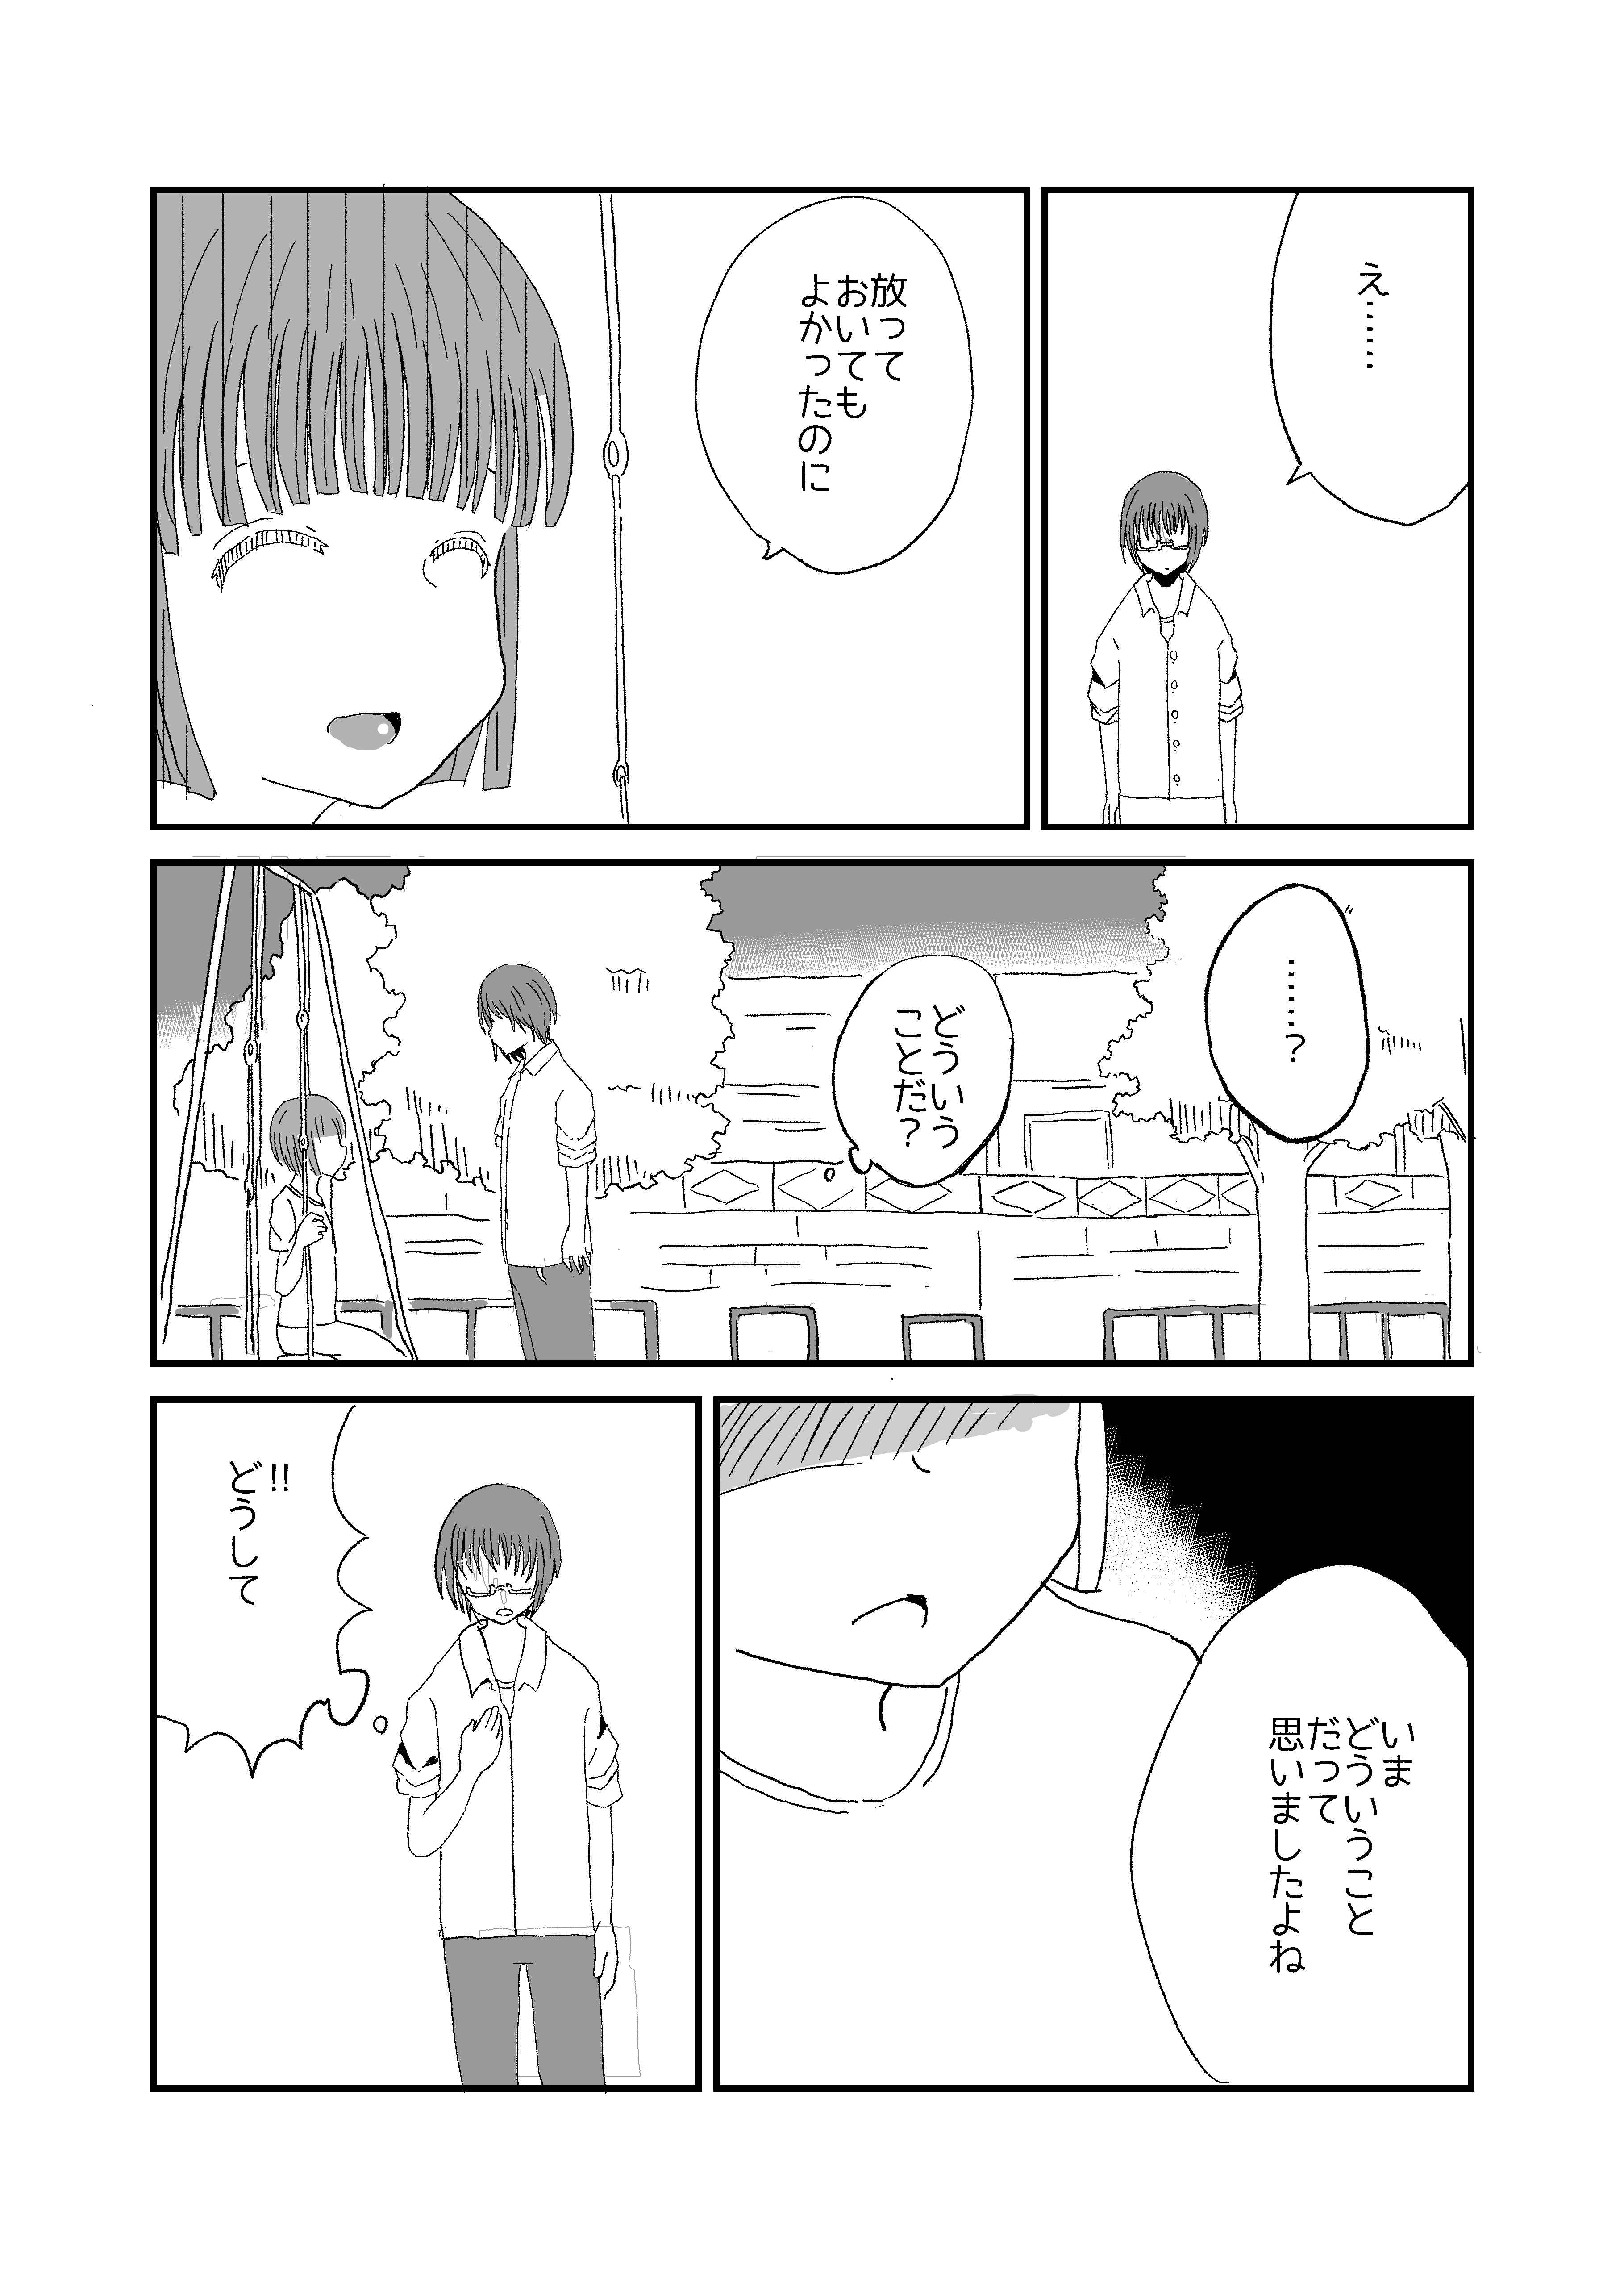 え……
放って
おいても
よかったのに
……？
どういう
ことだ？
いま
どういうこと
だって
思いましたよね
!!
どうして